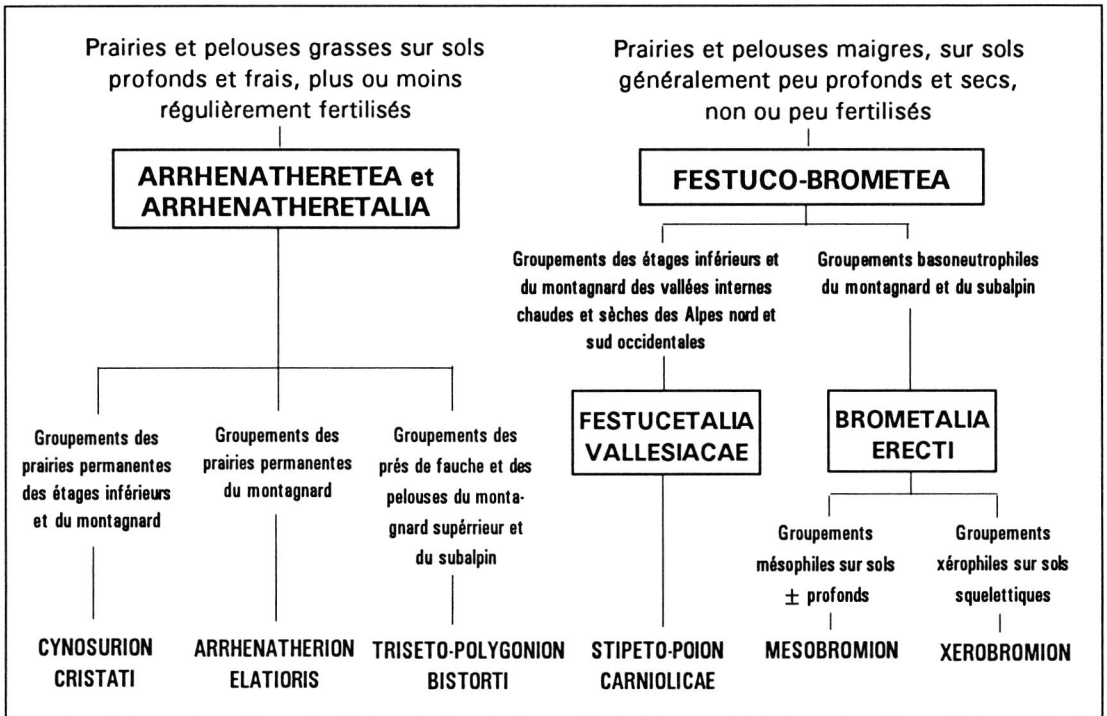 Prairies et pelouses grasses sur sols
profonds et frais, plus ou moins
régulièrement fertilisés
ARRHENATHERETEA et
ARRHENATHERETALIA
Groupements des
prairies permanentes
des étages inférieurs
et du montagnard
CYNOSURION
CRISTATI
Groupements des
prairies permanentes
du montagnard
ARRHENATHERION
ELATIORIS
Groupements des
prés de fauche et des
pelouses du monta-
gnard supérrieur et
du subalpin
TRISETO-POLYGONION
BISTORTI
Prairies et pelouses maigres, sur sols
généralement peu profonds et secs,
non ou peu fertilisés
FESTUCO-BROMETEA
Groupements des étages inférieurs et
du montagnard des vallées internes
chaudes et sèches des Alpes nord et
sud occidentales
FESTUCETALIA
VALLESIACAE
STIPETO-POION
CARNIOLICAE
Groupements basoneutrophiles
du montagnard et du subalpin
BROMETALIA
ERECTI
Groupements
mésophiles sur sols
± profonds
MESOBROMION
Groupements
xérophiles sur sols
squelettiques
XEROBROMION